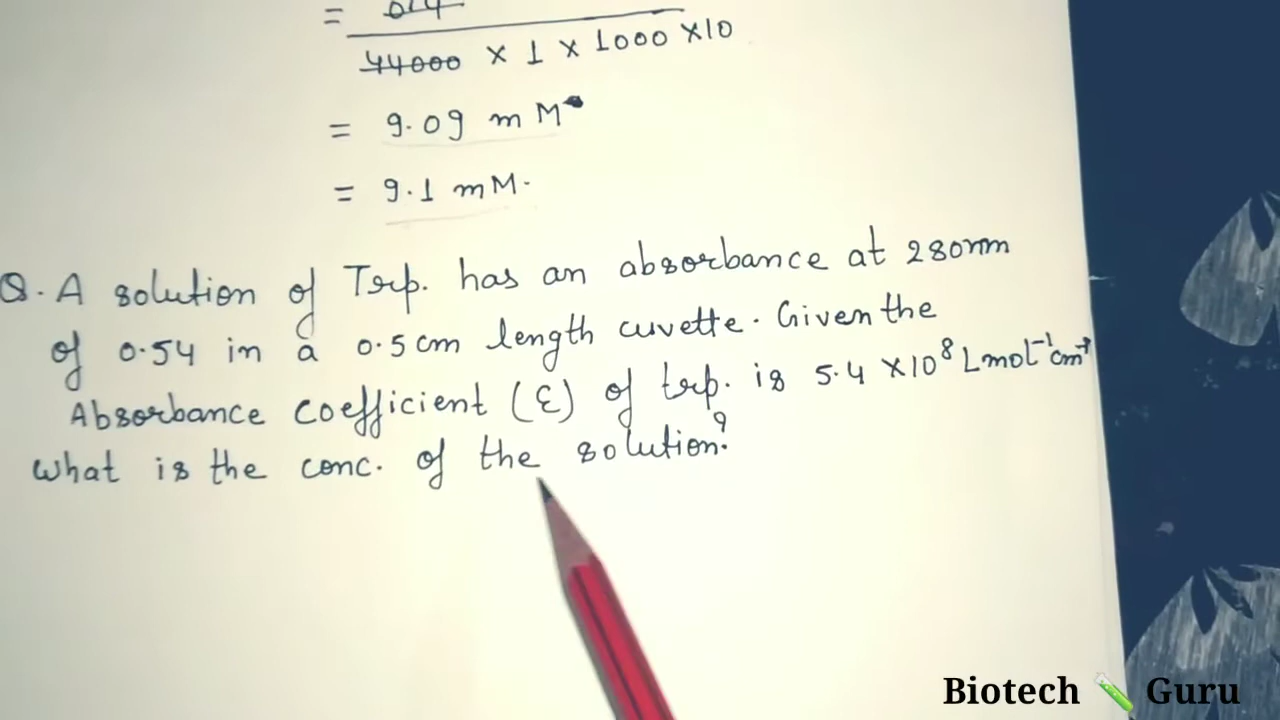 =
44000 × 1 × 1000 ×10
= 9.09 m M
= 9.1 mM.
Q. A solution of Trp. has an absorbance at 280nm
of 0.54 in a 0.5cm length cuvette. Given the
Absorbance coefficient (ε) of trp. is 5.4 ×10⁸ L mol⁻¹cm⁻¹
what is the conc. of the solution?
Biotech Guru